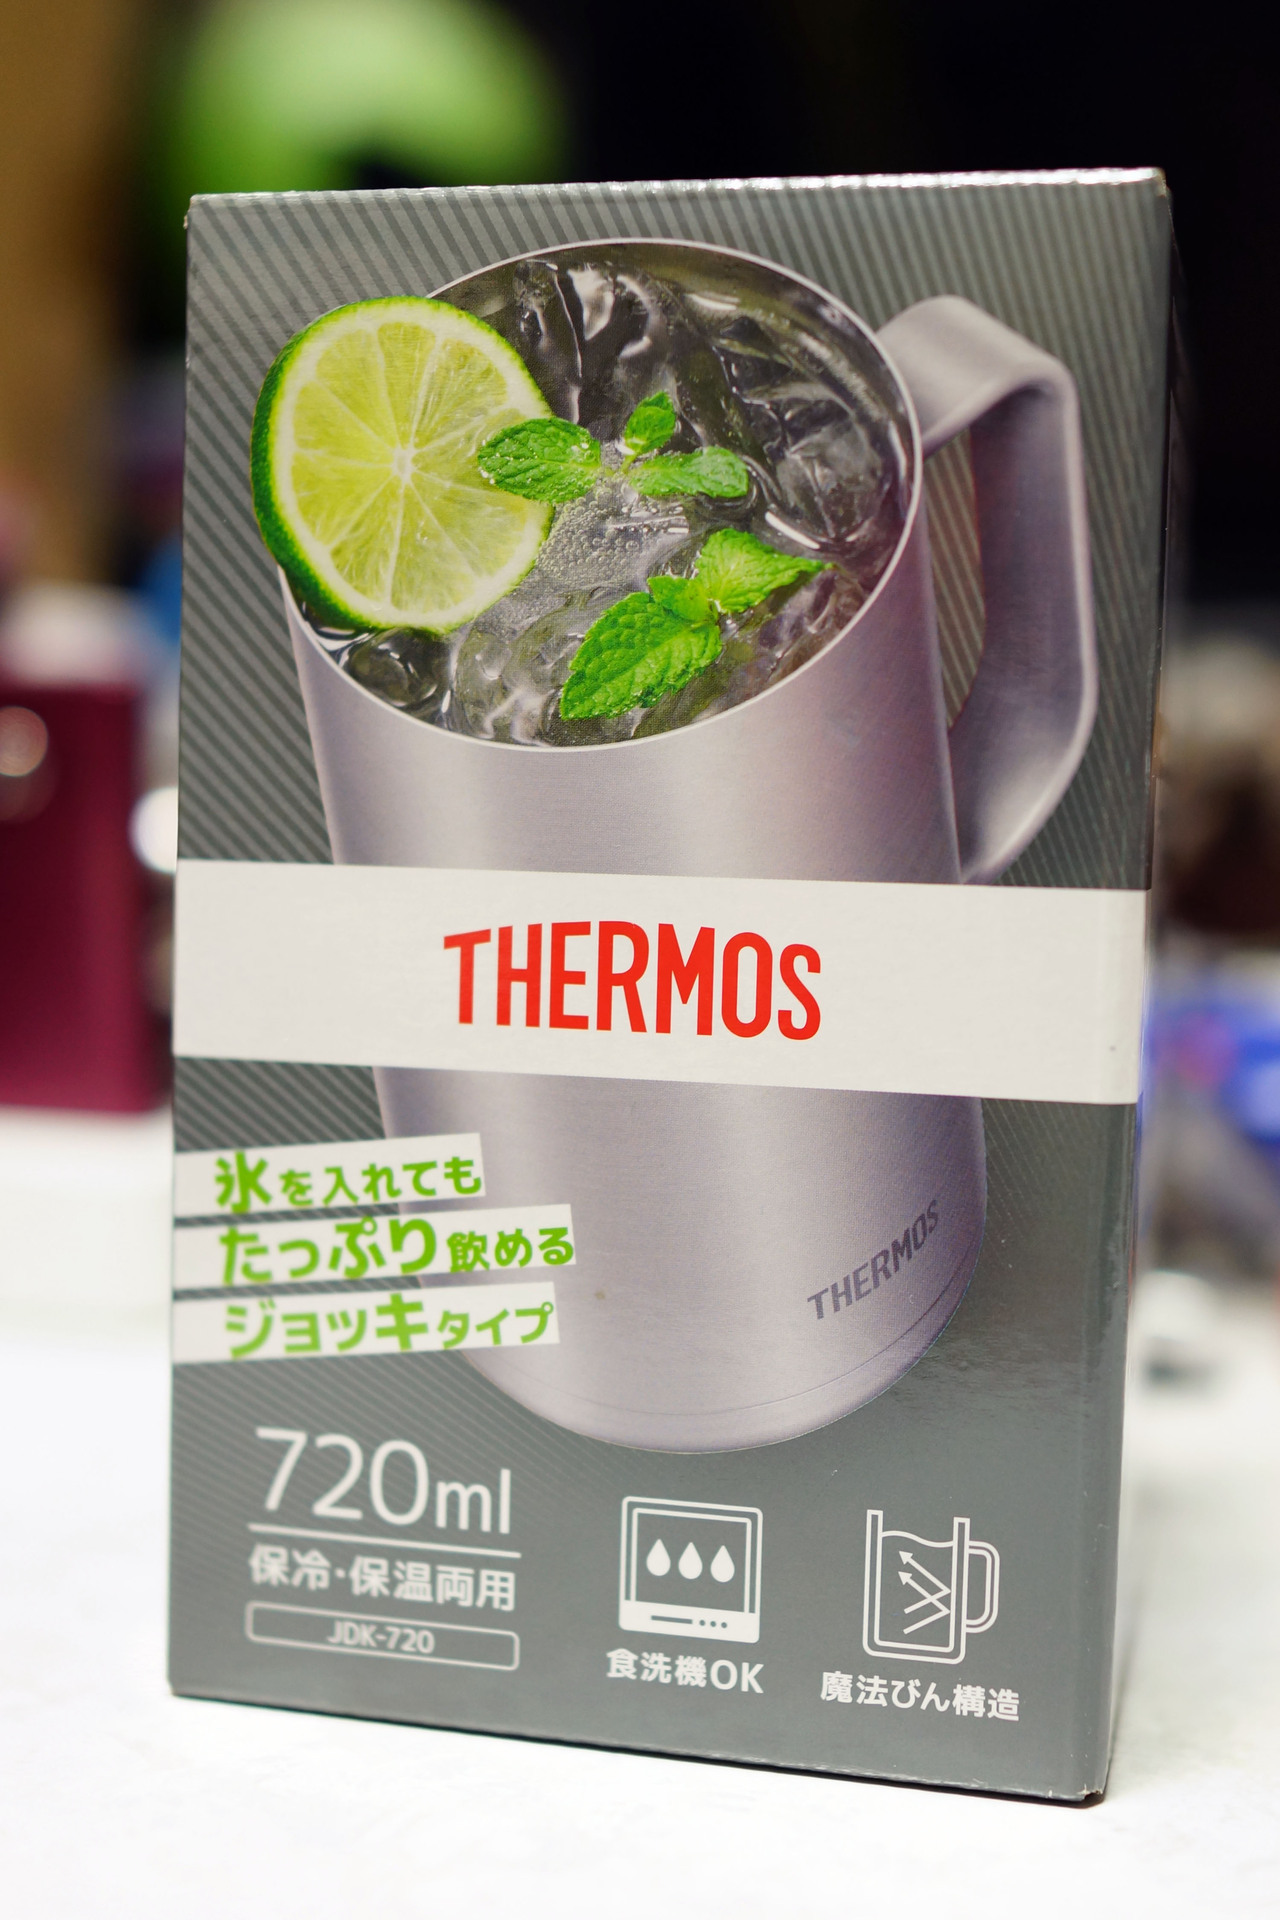 THERMOS
THERMOS
氷を入れても
たっぷり飲める
ジョッキタイプ
720ml
保冷・保温両用
JDK-720
食洗機OK
魔法びん構造